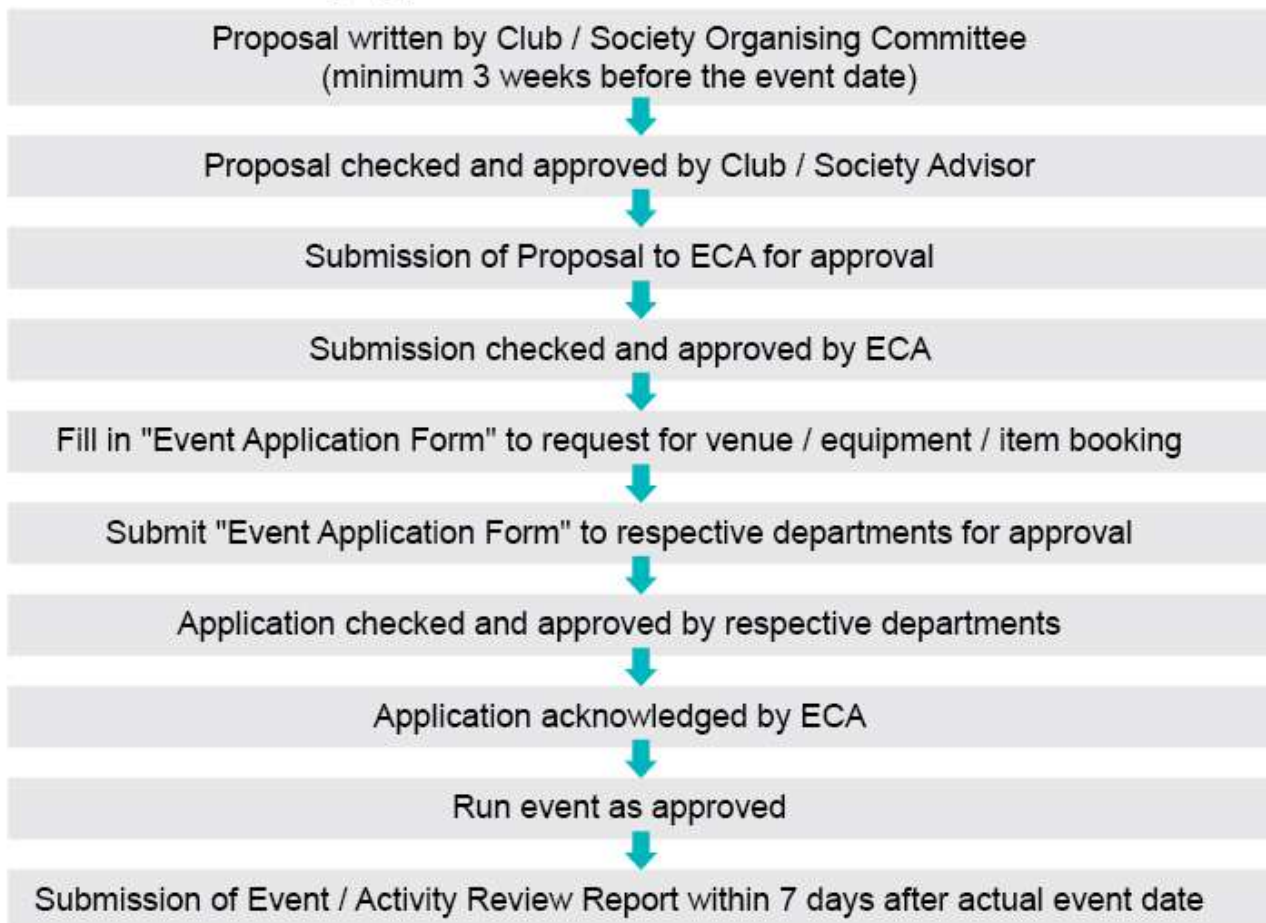 Proposal written by Club / Society Organising Committee
(minimum 3 weeks before the event date)
Proposal checked and approved by Club / Society Advisor
Submission of Proposal to ECA for approval
Submission checked and approved by ECA
Fill in "Event Application Form" to request for venue / equipment / item booking
Submit "Event Application Form" to respective departments for approval
Application checked and approved by respective departments
Application acknowledged by ECA
Run event as approved
Submission of Event / Activity Review Report within 7 days after actual event date